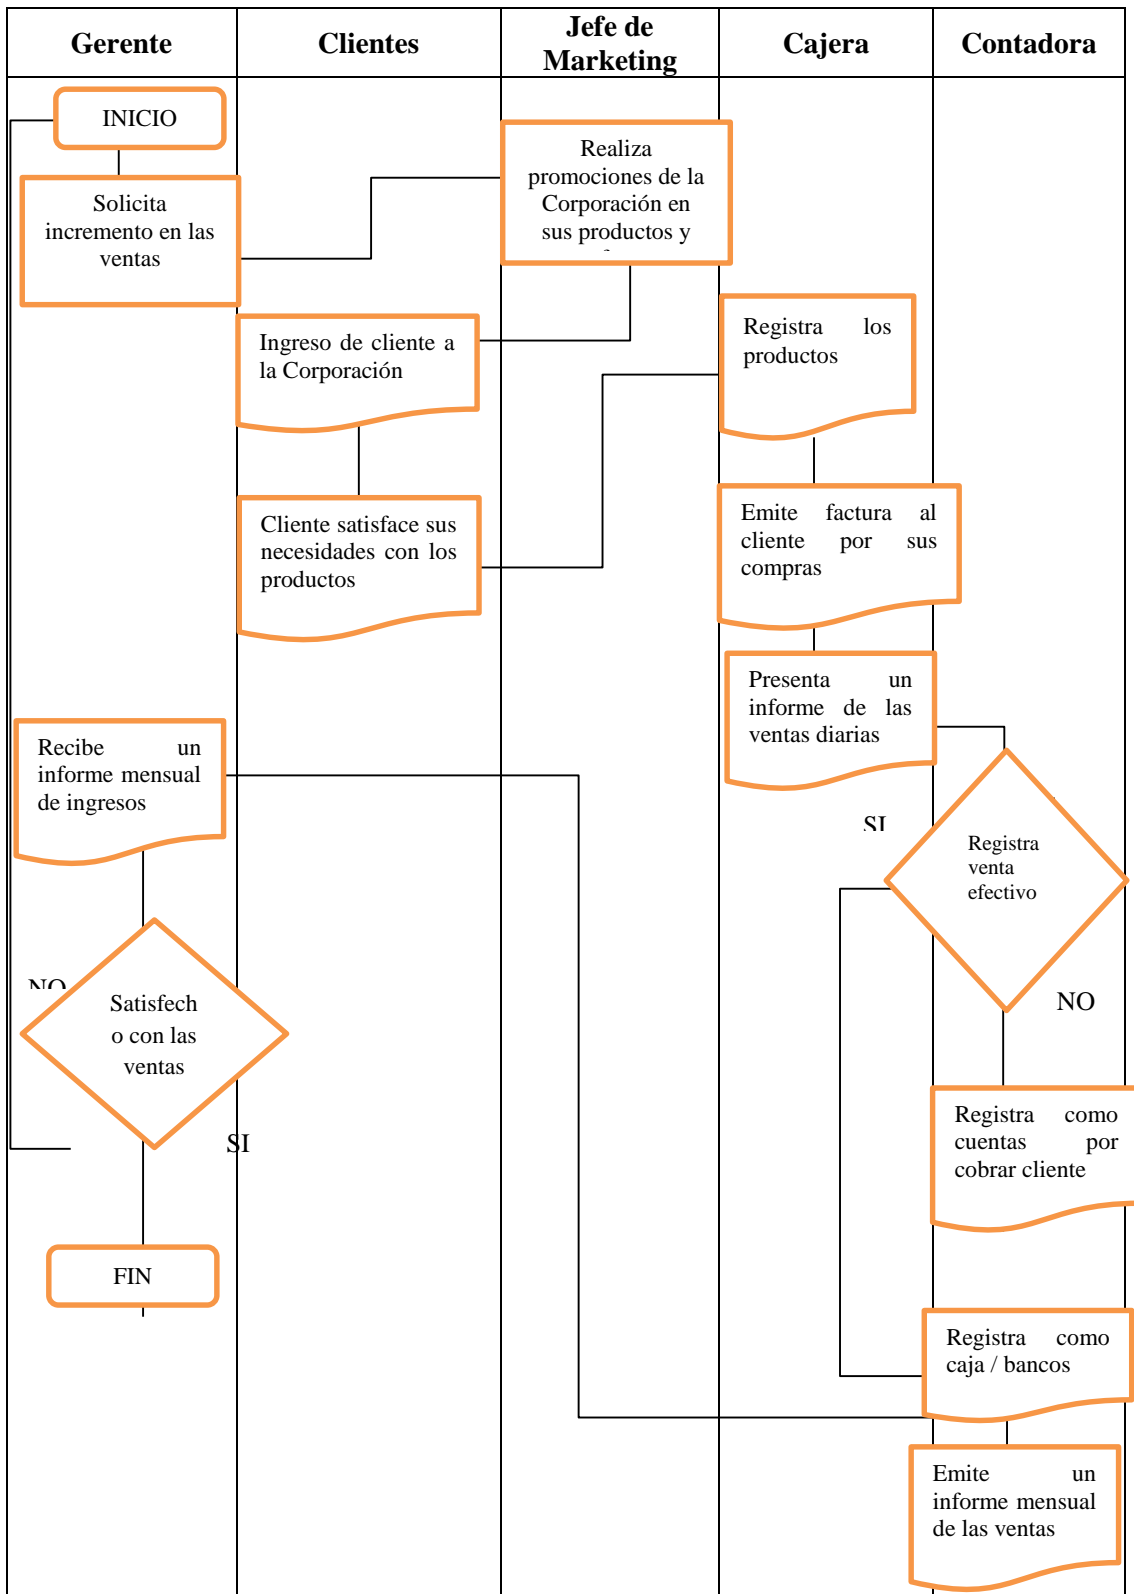 Gerente
Clientes
Jefe de
Marketing
Cajera
Contadora
INICIO
Solicita
incremento en las
ventas
Realiza
promociones de la
Corporación en
sus productos y
Ingreso de cliente a
la Corporación
Cliente satisface sus
necesidades con los
productos
Registra los
productos
Emite factura al
cliente por sus
compras
Presenta un
informe de las
ventas diarias
SI
Registra
venta
efectivo
NO
Registra como
cuentas por
cobrar cliente
Recibe un
informe mensual
de ingresos
NO
Satisfech
o con las
ventas
SI
FIN
Registra como
caja / bancos
Emite un
informe mensual
de las ventas